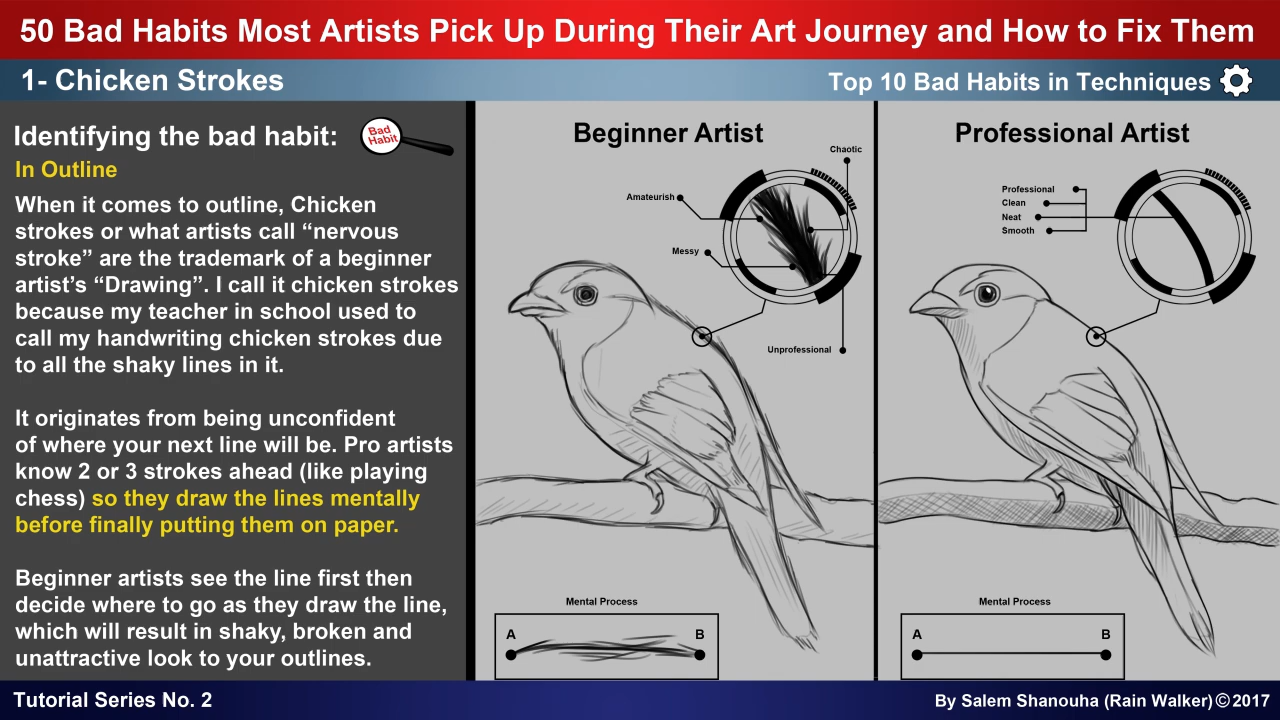 50 Bad Habits Most Artists Pick Up During Their Art Journey and How to Fix Them
1- Chicken Strokes
Top 10 Bad Habits in Techniques
Identifying the bad habit:
Bad
Habit
In Outline
When it comes to outline, Chicken
strokes or what artists call “nervous
stroke” are the trademark of a beginner
artist’s “Drawing”. I call it chicken strokes
because my teacher in school used to
call my handwriting chicken strokes due
to all the shaky lines in it.
It originates from being unconfident
of where your next line will be. Pro artists
know 2 or 3 strokes ahead (like playing
chess) so they draw the lines mentally
before finally putting them on paper.
Beginner artists see the line first then
decide where to go as they draw the line,
which will result in shaky, broken and
unattractive look to your outlines.
Beginner Artist
Chaotic
Amateurish
Messy
Unprofessional
Mental Process
A B
Professional Artist
Professional
Clean
Neat
Smooth
Mental Process
A B
Tutorial Series No. 2
By Salem Shanouha (Rain Walker)©2017